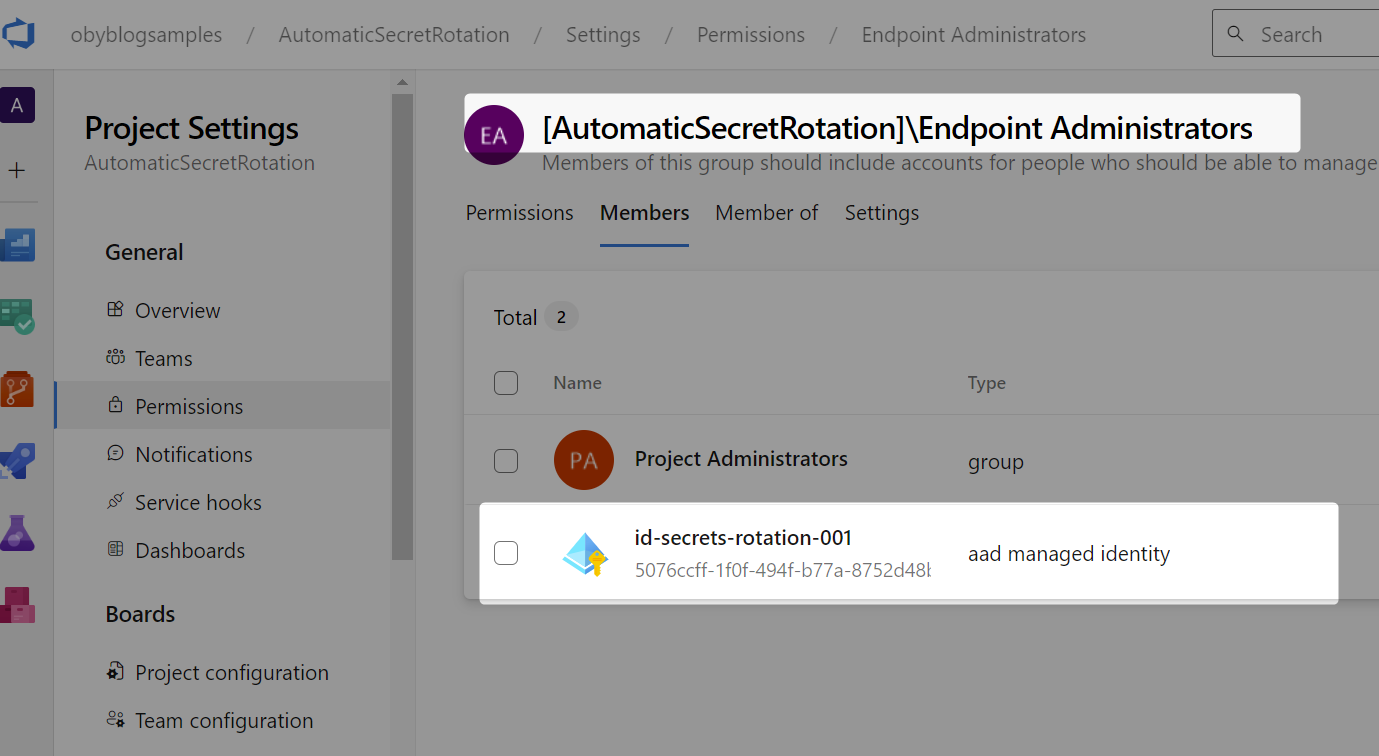 obyblogsamples / AutomaticSecretRotation / Settings / Permissions / Endpoint Administrators
Search
A
Project Settings
AutomaticSecretRotation
General
Overview
Teams
Permissions
Notifications
Service hooks
Dashboards
Boards
Project configuration
Team configuration
EA
[AutomaticSecretRotation]\Endpoint Administrators
Members of this group should include accounts for people who should be able to manage
Permissions Members Member of Settings
Total 2
Name Type
PA Project Administrators group
id-secrets-rotation-001
5076ccff-1f0f-494f-b77a-8752d48b
aad managed identity